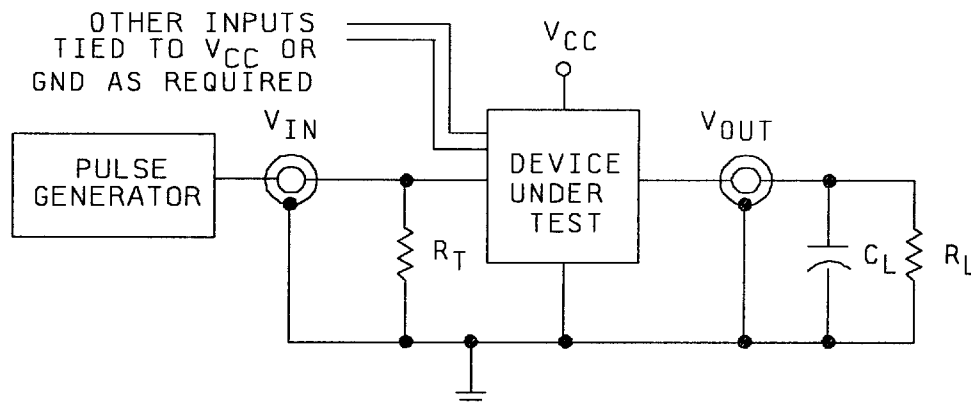 OTHER INPUTS
TIED TO VCC OR
GND AS REQUIRED
VCC
VIN
VOUT
PULSE
GENERATOR
DEVICE
UNDER
TEST
RT
CL
RL